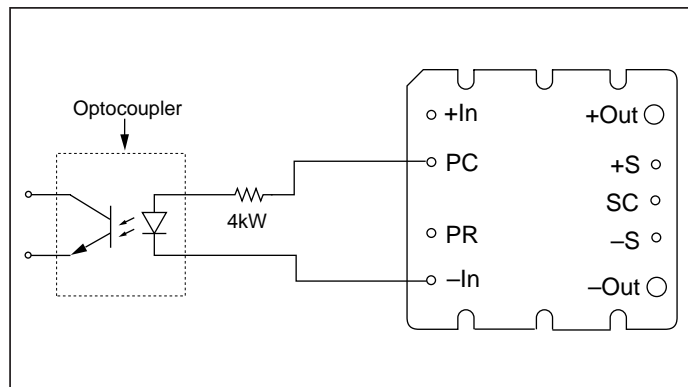 Optocoupler
4kW
+In
PC
PR
–In
+Out
+S
SC
–S
–Out